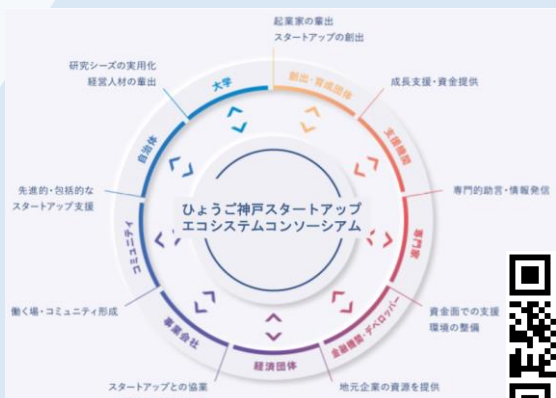 起業家の輩出
スタートアップの創出
研究シーズの実用化
経営人材の輩出
成長支援・資金提供
大学
創出・育成団体
自治体
支援機関
先進的・包括的な
スタートアップ支援
専門的助言・情報発信
ひょうご神戸スタートアップ
エコシステムコンソーシアム
コミュニティ
専門家
働く場・コミュニティ形成
資金面での支援
環境の整備
事業会社
金融機関・デベロッパー
経済団体
スタートアップとの協業
地元企業の資源を提供